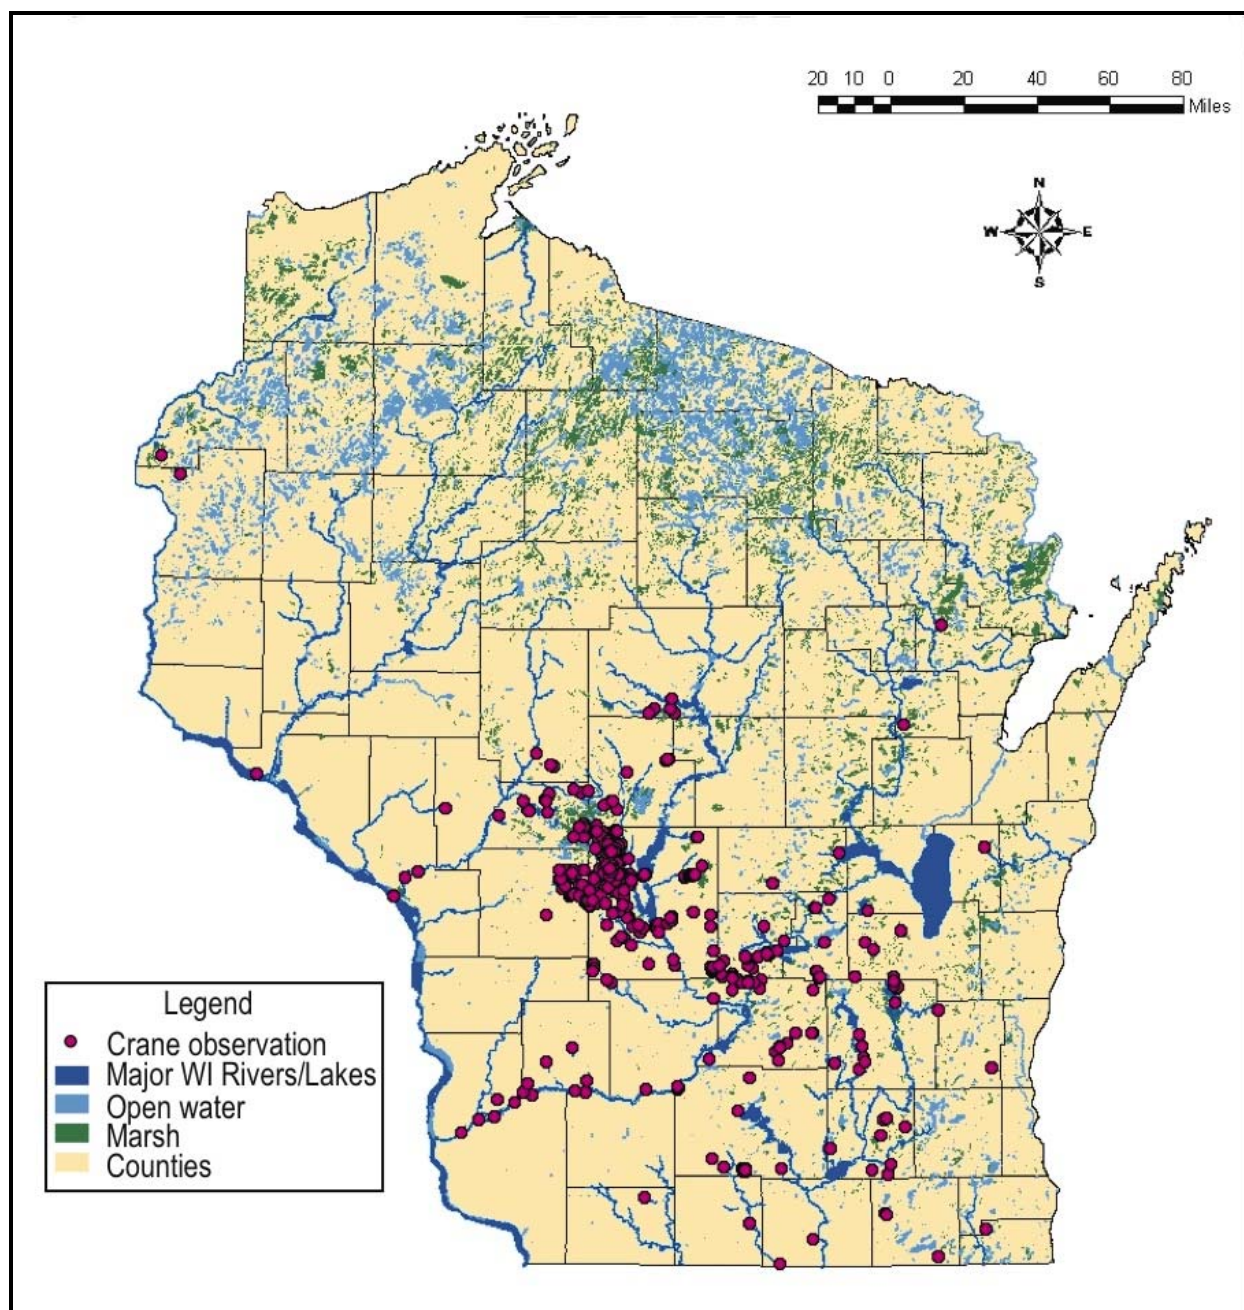 20 10 0 20 40 60 80
Miles
N
W E
S
Legend
Crane observation
Major WI Rivers/Lakes
Open water
Marsh
Counties